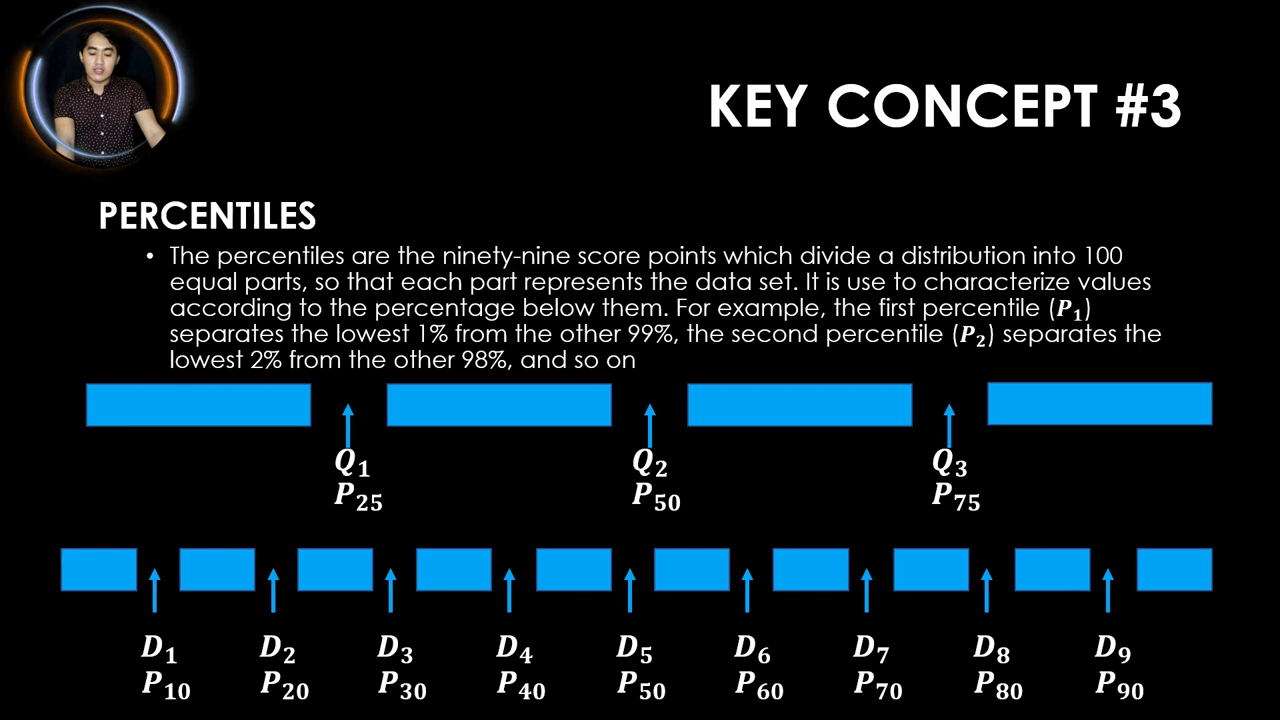 KEY CONCEPT #3
PERCENTILES
• The percentiles are the ninety-nine score points which divide a distribution into 100
equal parts, so that each part represents the data set. It is use to characterize values
according to the percentage below them. For example, the first percentile (P₁)
separates the lowest 1% from the other 99%, the second percentile (P₂) separates the
lowest 2% from the other 98%, and so on
Q₁ Q₂ Q₃
P₂₅ P₅₀ P₇₅
D₁ D₂ D₃ D₄ D₅ D₆ D₇ D₈ D₉
P₁₀ P₂₀ P₃₀ P₄₀ P₅₀ P₆₀ P₇₀ P₈₀ P₉₀